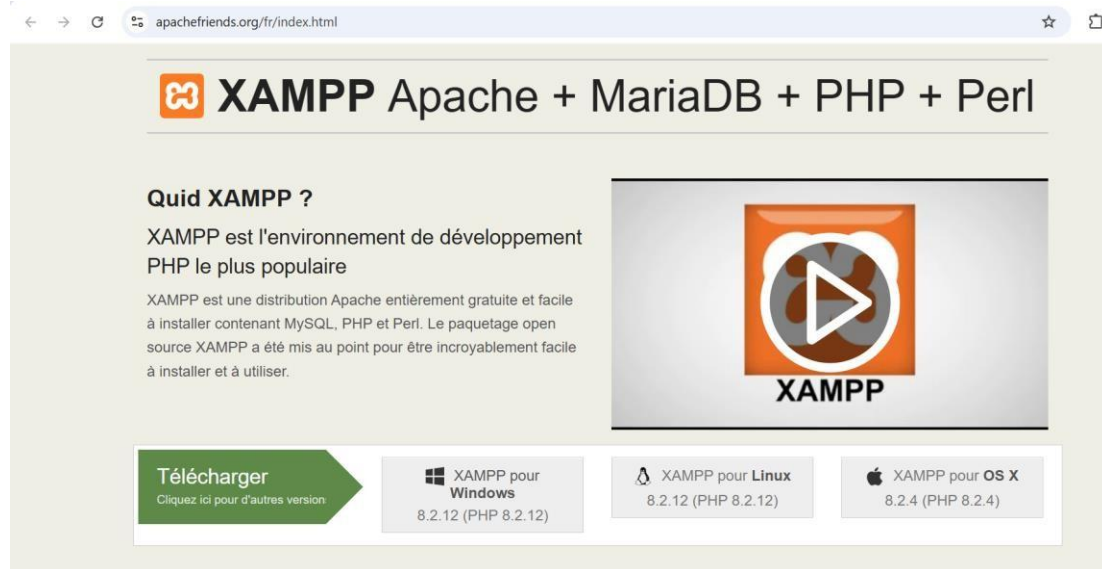 apachefriends.org/fr/index.html
XAMPP Apache + MariaDB + PHP + Perl
Quid XAMPP ?
XAMPP est l'environnement de développement
PHP le plus populaire
XAMPP est une distribution Apache entièrement gratuite et facile
à installer contenant MySQL, PHP et Perl. Le paquetage open
source XAMPP a été mis au point pour être incroyablement facile
à installer et à utiliser.
XAMPP
Télécharger
Cliquez ici pour d'autres version
XAMPP pour
Windows
8.2.12 (PHP 8.2.12)
XAMPP pour Linux
8.2.12 (PHP 8.2.12)
XAMPP pour OS X
8.2.4 (PHP 8.2.4)